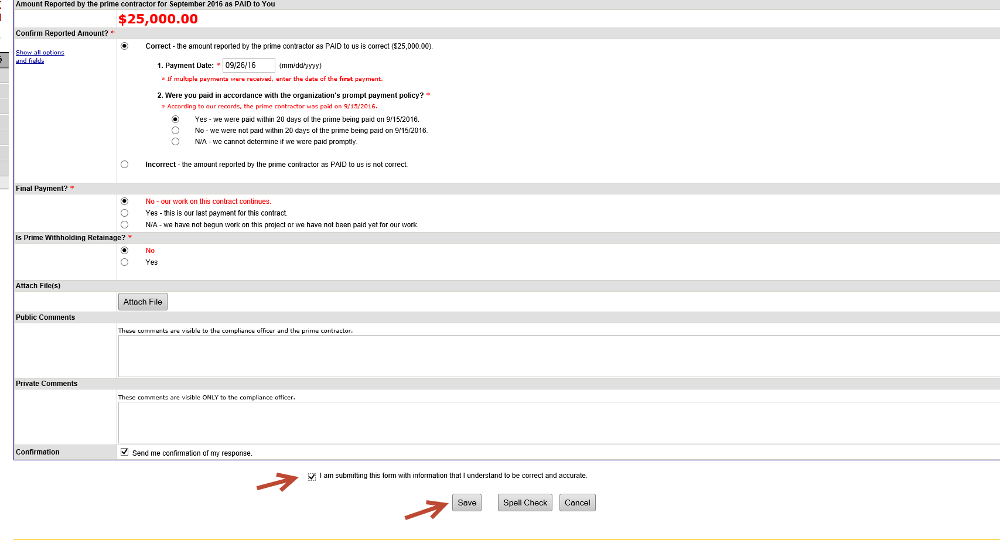 Amount Reported by the prime contractor for September 2016 as PAID to You
$25,000.00
Confirm Reported Amount? *
Show all options
and fields
Correct - the amount reported by the prime contractor as PAID to us is correct ($25,000.00).
1. Payment Date: * 09/26/16 (mm/dd/yyyy)
» If multiple payments were received, enter the date of the first payment.
2. Were you paid in accordance with the organization's prompt payment policy? *
» According to our records, the prime contractor was paid on 9/15/2016.
Yes - we were paid within 20 days of the prime being paid on 9/15/2016.
No - we were not paid within 20 days of the prime being paid on 9/15/2016.
N/A - we cannot determine if we were paid promptly.
Incorrect - the amount reported by the prime contractor as PAID to us is not correct.
Final Payment? *
No - our work on this contract continues.
Yes - this is our last payment for this contract.
N/A - we have not begun work on this project or we have not been paid yet for our work.
Is Prime Withholding Retainage? *
No
Yes
Attach File(s)
Attach File
Public Comments
These comments are visible to the compliance officer and the prime contractor.
Private Comments
These comments are visible ONLY to the compliance officer.
Confirmation
Send me confirmation of my response.
I am submitting this form with information that I understand to be correct and accurate.
Save Spell Check Cancel